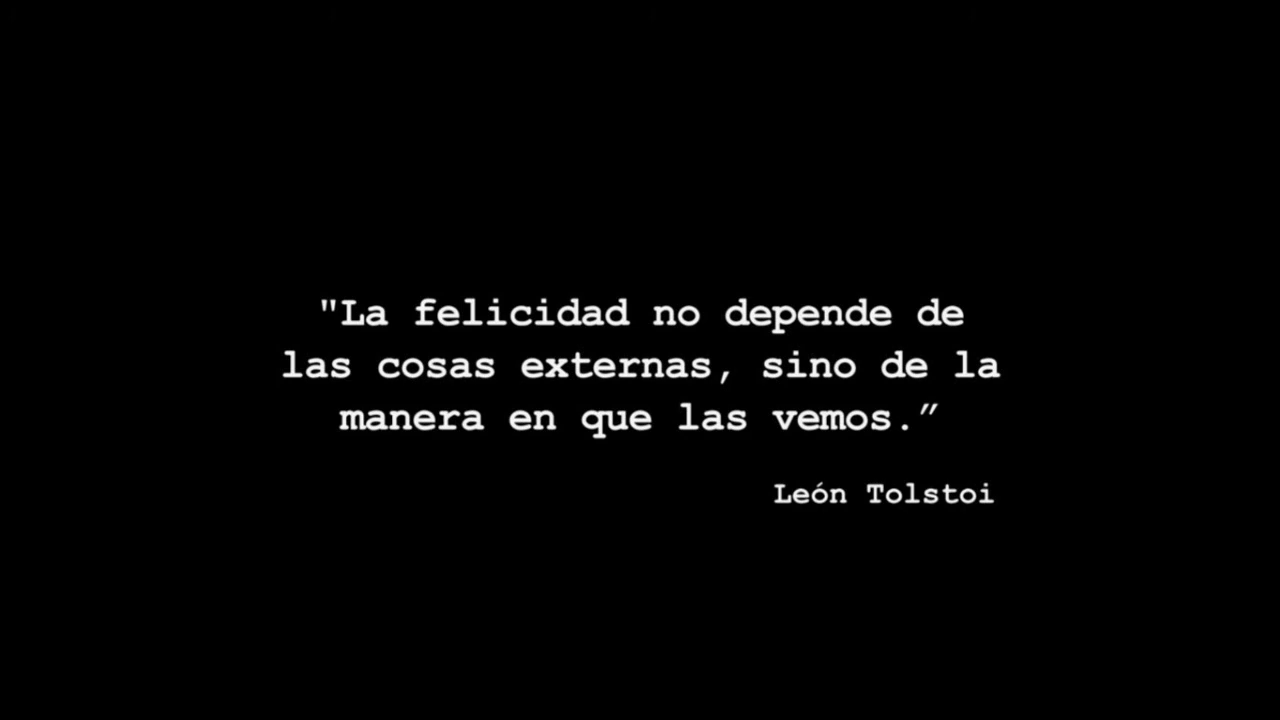 "La felicidad no depende de
las cosas externas, sino de la
manera en que las vemos.”
León Tolstoi